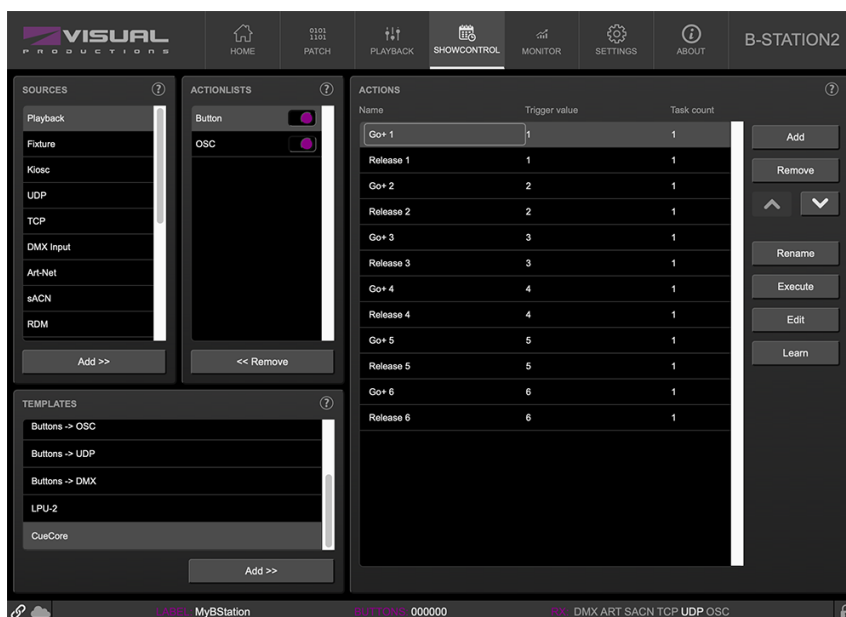 VISUAL
PRODUCTIONS
HOME
0101
1101
PATCH
PLAYBACK
SHOWCONTROL
MONITOR
SETTINGS
ABOUT
B-STATION2
SOURCES
?
Playback
Fixture
Kiosc
UDP
TCP
DMX Input
Art-Net
sACN
RDM
Add >>
ACTIONLISTS
?
Button
OSC
<< Remove
TEMPLATES
?
Buttons -> OSC
Buttons -> UDP
Buttons -> DMX
LPU-2
CueCore
Add >>
ACTIONS
?
Name Trigger value Task count
Go+ 1 1 1
Release 1 1 1
Go+ 2 2 1
Release 2 2 1
Go+ 3 3 1
Release 3 3 1
Go+ 4 4 1
Release 4 4 1
Go+ 5 5 1
Release 5 5 1
Go+ 6 6 1
Release 6 6 1
Add
Remove
Rename
Execute
Edit
Learn
LABEL: MyBStation BUTTONS: 000000 RX: DMX ART SACN TCP UDP OSC